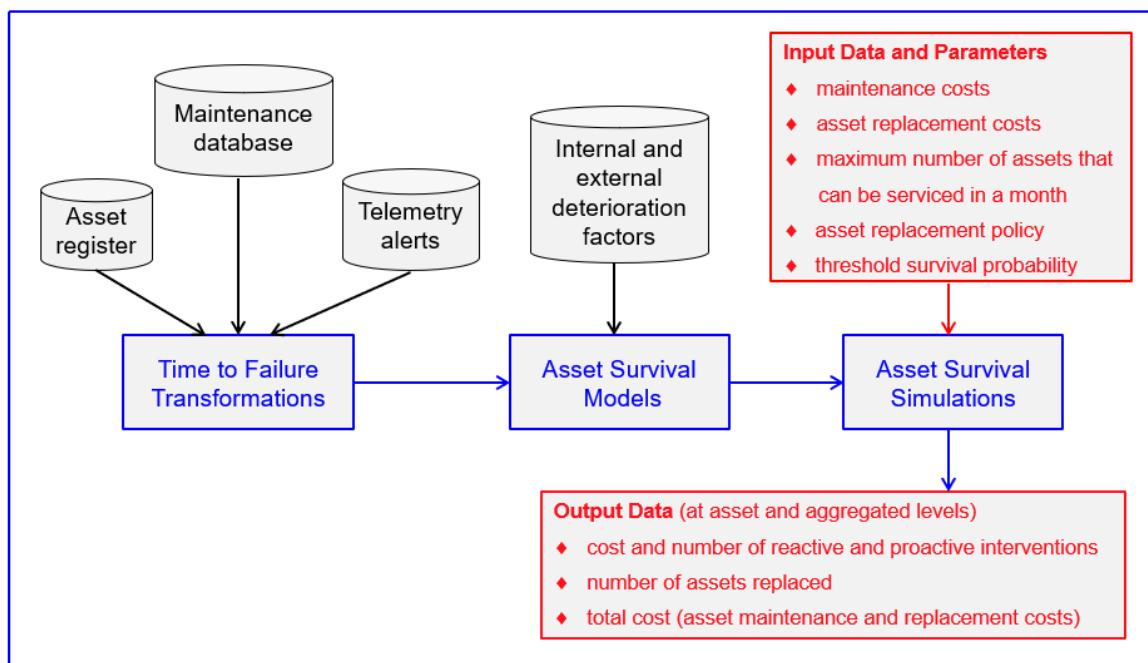 Maintenance
database
Asset
register
Telemetry
alerts
Internal and
external
deterioration
factors
Input Data and Parameters
♦ maintenance costs
♦ asset replacement costs
♦ maximum number of assets that
can be serviced in a month
♦ asset replacement policy
♦ threshold survival probability
Time to Failure
Transformations
Asset Survival
Models
Asset Survival
Simulations
Output Data (at asset and aggregated levels)
♦ cost and number of reactive and proactive interventions
♦ number of assets replaced
♦ total cost (asset maintenance and replacement costs)